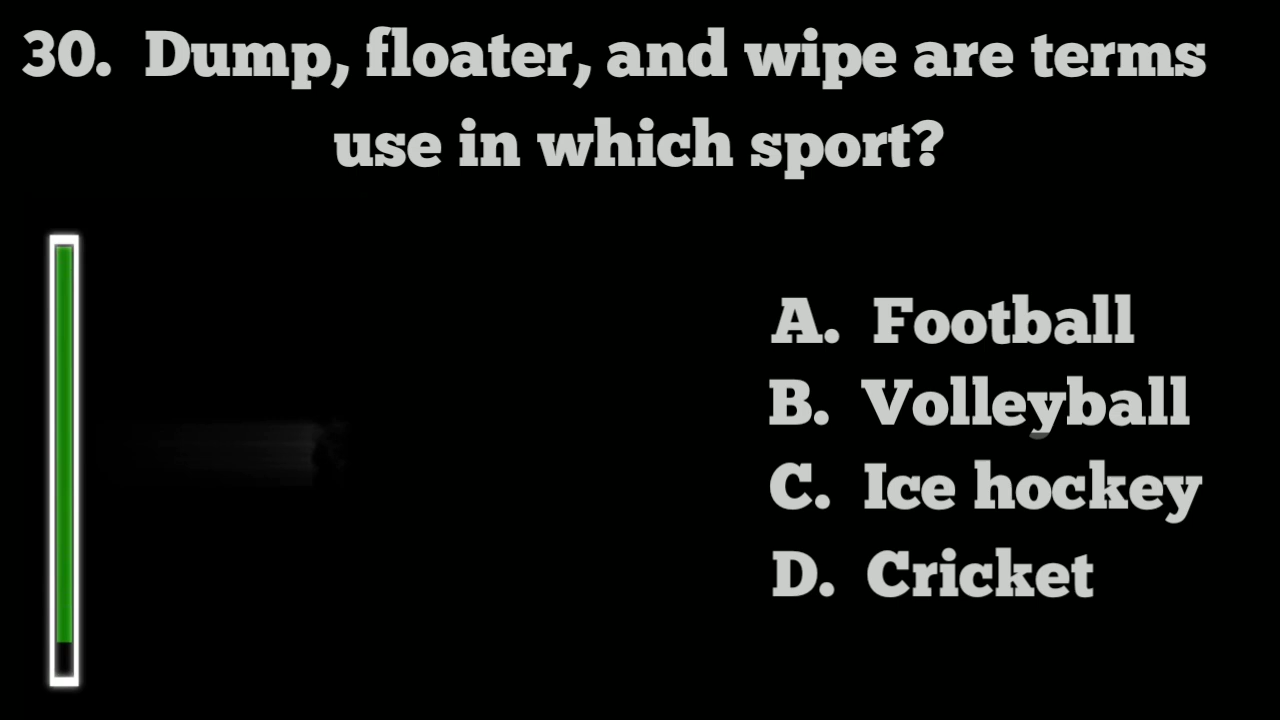 30. Dump, floater, and wipe are terms
use in which sport?
A. Football
B. Volleyball
C. Ice hockey
D. Cricket